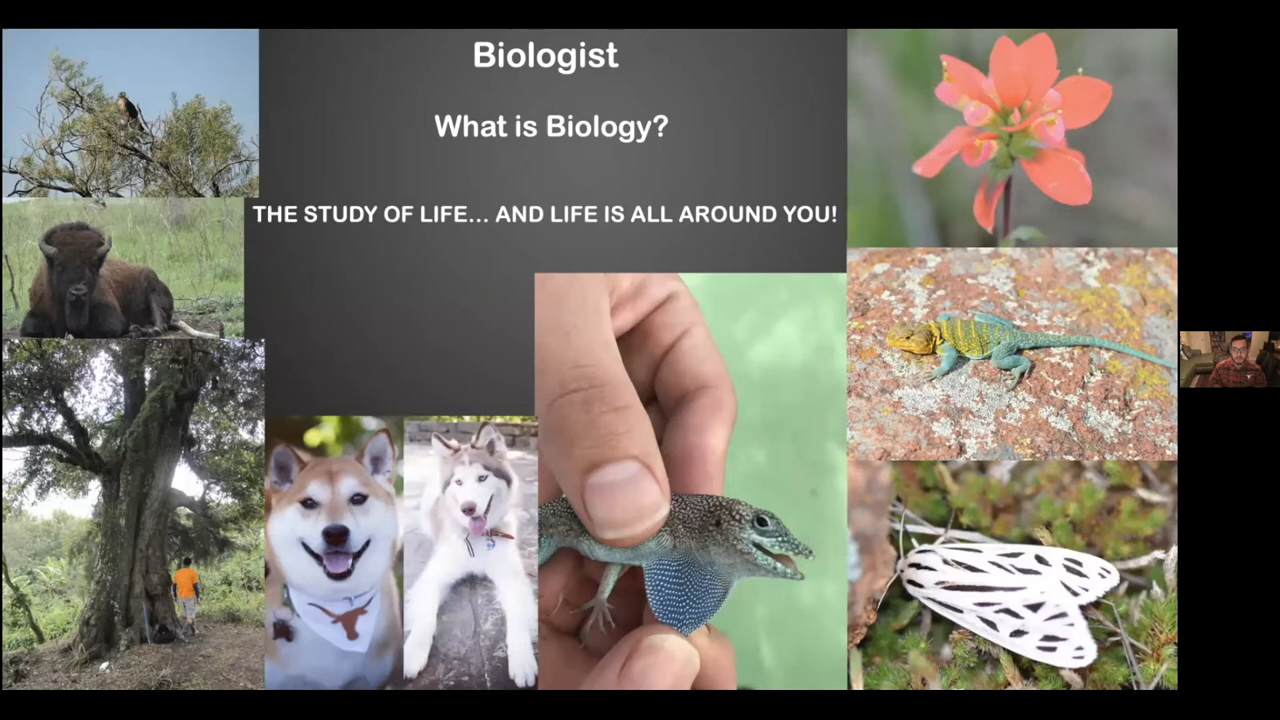 Biologist
What is Biology?
THE STUDY OF LIFE... AND LIFE IS ALL AROUND YOU!